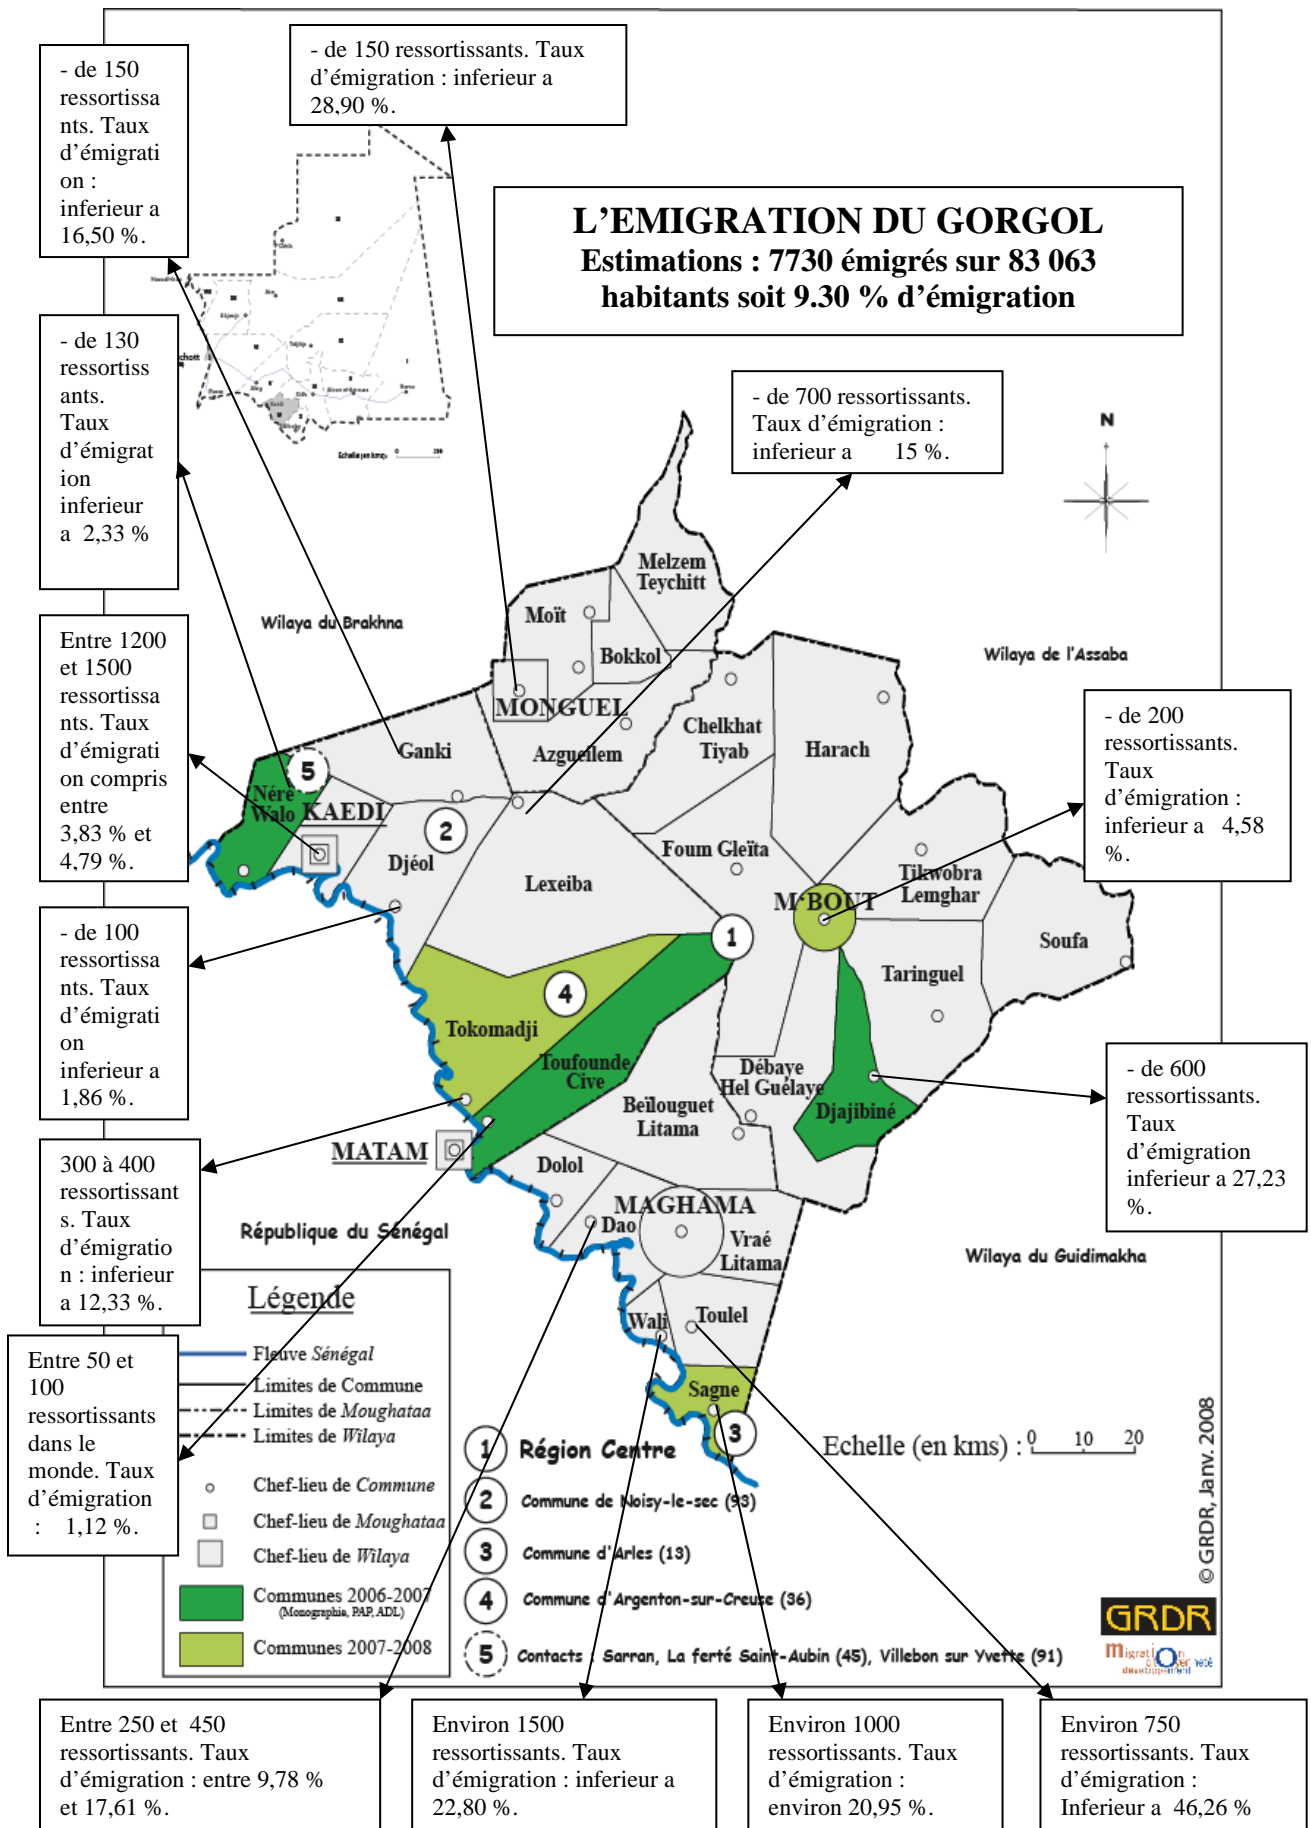 - de 150
ressortissa
nts. Taux
d’émigrati
on :
inferieur a
16,50 %.
- de 150 ressortissants. Taux
d’émigration : inferieur a
28,90 %.
L’EMIGRATION DU GORGOL
Estimations : 7730 émigrés sur 83 063
habitants soit 9.30 % d’émigration
- de 130
ressortiss
ants.
Taux
d’émigrat
ion
inferieur
a 2,33 %
- de 700 ressortissants.
Taux d’émigration :
inferieur a 15 %.
Echelle (en kms) 0 200
N
Melzem
Teychitt
Moït
Bokkol
MONGUEL
Azgueilem
Wilaya du Brakhna
Wilaya de l'Assaba
Entre 1200
et 1500
ressortissa
nts. Taux
d’émigrati
on compris
entre
3,83 % et
4,79 %.
- de 200
ressortissants.
Taux
d’émigration :
inferieur a 4,58
%.
Chelkhat
Tiyab
Harach
Ganki
5
Néré
Walo
KAEDI
2
Djéol
Lexeiba
Foum Gleïta
Tikwobra
Lemghar
M'BOUT
Soufa
Taringuel
1
4
Tokomadji
Toufounde
Cive
Débaye
Hel Guélaye
Djajibiné
Beïlouguet
Litama
- de 100
ressortissa
nts. Taux
d’émigrati
on
inferieur a
1,86 %.
- de 600
ressortissants.
Taux
d’émigration
inferieur a 27,23
%.
300 à 400
ressortissant
s. Taux
d’émigratio
n : inferieur
a 12,33 %.
MATAM
Dolol
MAGHAMA
Dao
Vraé
Litama
République du Sénégal
Wilaya du Guidimakha
Wali
Toulel
Sagne
3
Entre 50 et
100
ressortissants
dans le
monde. Taux
d’émigration
: 1,12 %.
Légende
Fleuve Sénégal
Limites de Commune
Limites de Moughataa
Limites de Wilaya
Chef-lieu de Commune
Chef-lieu de Moughataa
Chef-lieu de Wilaya
Communes 2006-2007
(Monographie, PAP, ADL)
Communes 2007-2008
1 Région Centre
2 Commune de Noisy-le-sec (93)
3 Commune d'Arles (13)
4 Commune d'Argenton-sur-Creuse (36)
5 Contacts : Sarran, La ferté Saint-Aubin (45), Villebon sur Yvette (91)
Echelle (en kms) : 0 10 20
© GRDR, Janv. 2008
GRDR
Entre 250 et 450
ressortissants. Taux
d’émigration : entre 9,78 %
et 17,61 %.
Environ 1500
ressortissants. Taux
d’émigration : inferieur a
22,80 %.
Environ 1000
ressortissants. Taux
d’émigration :
environ 20,95 %.
Environ 750
ressortissants. Taux
d’émigration :
Inferieur a 46,26 %